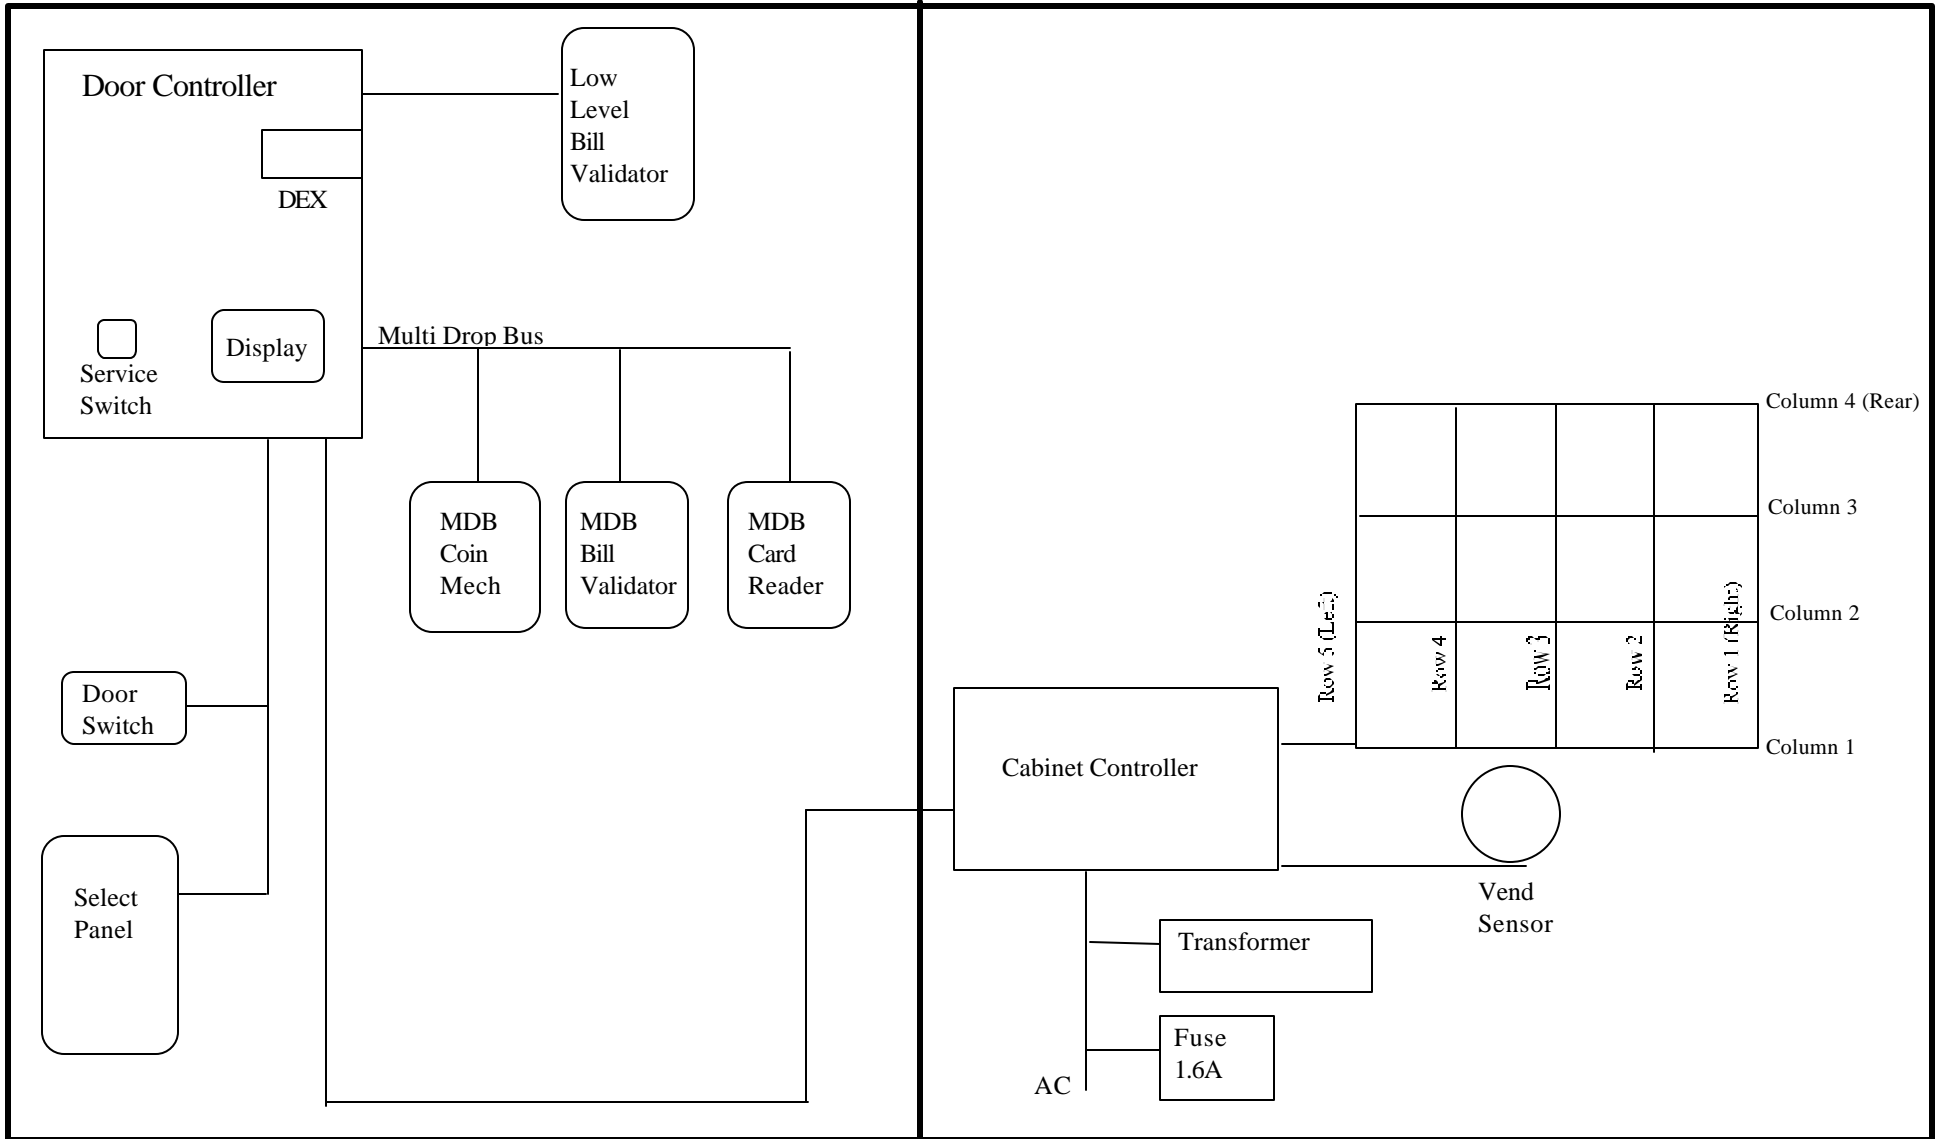 Door Controller
DEX
Service
Switch
Display
Low
Level
Bill
Validator
Multi Drop Bus
MDB
Coin
Mech
MDB
Bill
Validator
MDB
Card
Reader
Door
Switch
Select
Panel
Cabinet Controller
Transformer
Fuse
1.6A
AC
Vend
Sensor
Row 5 (Left)
Row 4
Row 3
Row 2
Row 1 (Right)
Column 4 (Rear)
Column 3
Column 2
Column 1